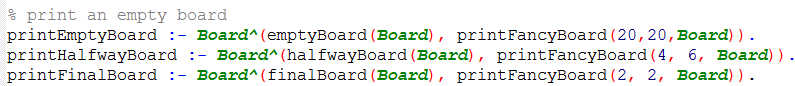 % print an empty board
printEmptyBoard :- Board^(emptyBoard(Board), printFancyBoard(20,20,Board)).
printHalfwayBoard :- Board^(halfwayBoard(Board), printFancyBoard(4, 6, Board)).
printFinalBoard :- Board^(finalBoard(Board), printFancyBoard(2, 2, Board)).